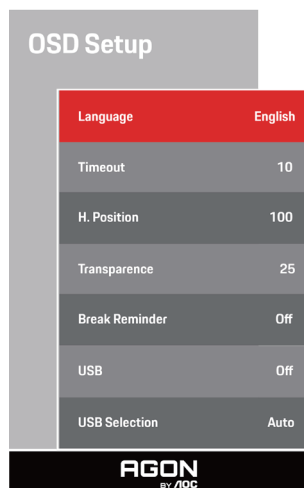 OSD Setup
Language English
Timeout 10
H. Position 100
Transparence 25
Break Reminder Off
USB Off
USB Selection Auto
AGON
BY AOC